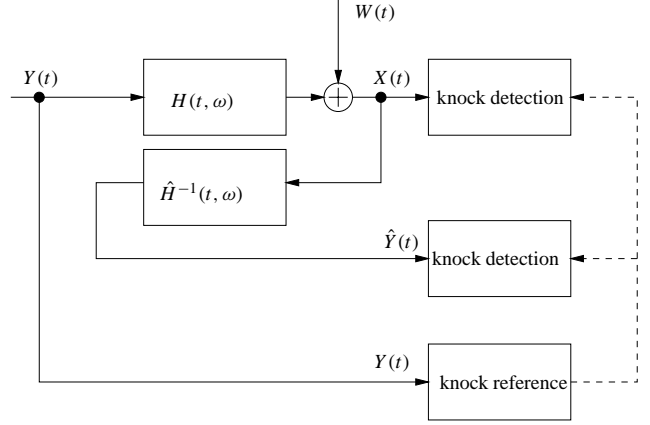 W(t)
Y(t)
H(t, ω)
X(t)
knock detection
Ĥ⁻¹(t, ω)
Ŷ(t)
knock detection
Y(t)
knock reference